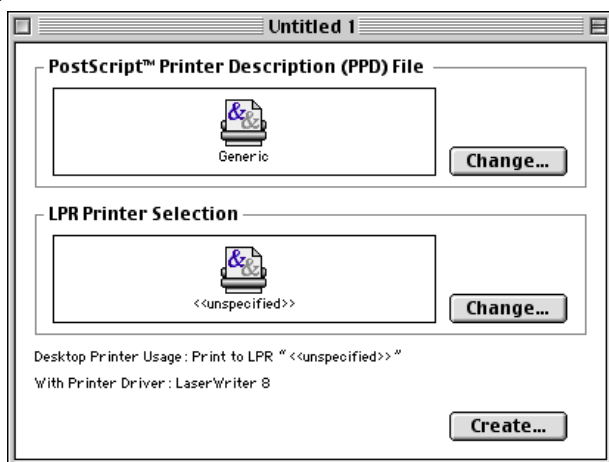 Untitled 1
PostScript™ Printer Description (PPD) File
Generic
Change...
LPR Printer Selection
<<unspecified>>
Change...
Desktop Printer Usage : Print to LPR “ <<unspecified>> ”
With Printer Driver : LaserWriter 8
Create...